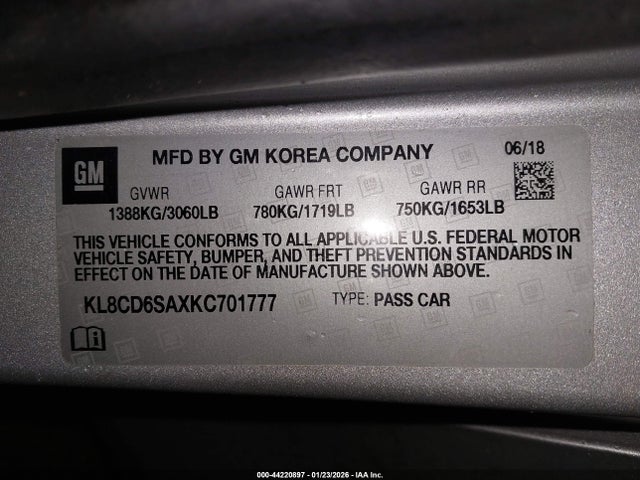 GM
MFD BY GM KOREA COMPANY
06/18
GVWR GAWR FRT GAWR RR
1388KG/3060LB 780KG/1719LB 750KG/1653LB
THIS VEHICLE CONFORMS TO ALL APPLICABLE U.S. FEDERAL MOTOR
VEHICLE SAFETY, BUMPER, AND THEFT PREVENTION STANDARDS IN
EFFECT ON THE DATE OF MANUFACTURE SHOWN ABOVE.
KL8CD6SAXKC701777 TYPE: PASS CAR
000-44220897 - 01/23/2026 - IAA Inc.